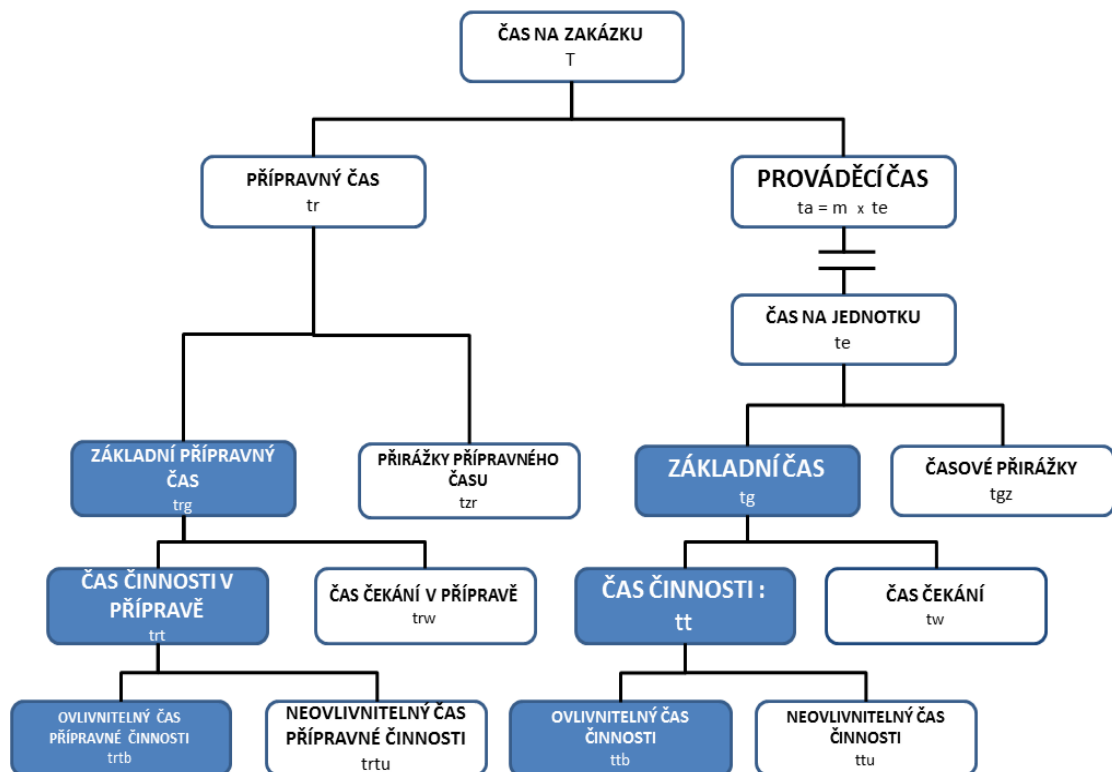 ČAS NA ZAKÁZKU
T
PŘÍPRAVNÝ ČAS
tr
PROVÁDĚCÍ ČAS
ta = m x te
ČAS NA JEDNOTKU
te
ZÁKLADNÍ PŘÍPRAVNÝ
ČAS
trg
PŘIRÁŽKY PŘÍPRAVNÉHO
ČASU
tzr
ZÁKLADNÍ ČAS
tg
ČASOVÉ PŘIRÁŽKY
tgz
ČAS ČINNOSTI V
PŘÍPRAVĚ
trt
ČAS ČEKÁNÍ V PŘÍPRAVĚ
trw
ČAS ČINNOSTI :
tt
ČAS ČEKÁNÍ
tw
OVLIVNITELNÝ ČAS
PŘÍPRAVNÉ ČINNOSTI
trtb
NEOVLIVNITELNÝ ČAS
PŘÍPRAVNÉ ČINNOSTI
trtu
OVLIVNITELNÝ ČAS
ČINNOSTI
ttb
NEOVLIVNITELNÝ ČAS
ČINNOSTI
ttu